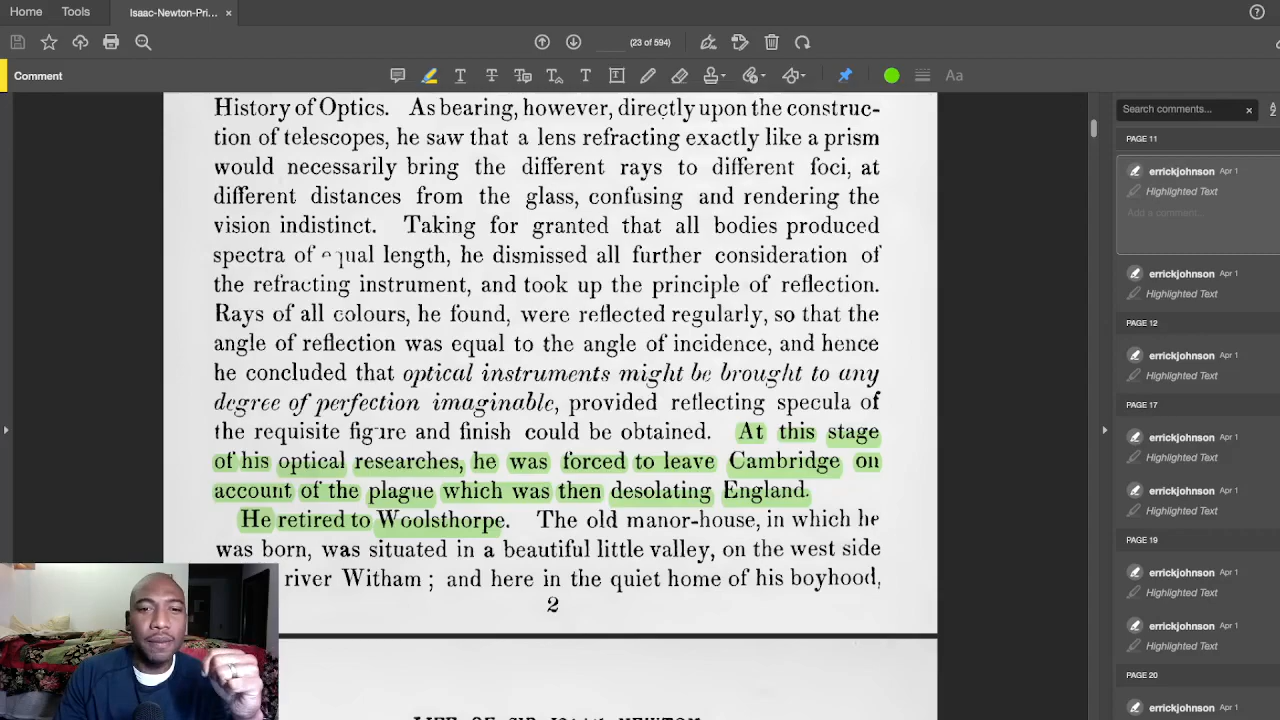 Home
Tools
Isaac-Newton-Pri... ×
(23 of 594)
Comment
Aa
History of Optics. As bearing, however, directly upon the construc-
tion of telescopes, he saw that a lens refracting exactly like a prism
would necessarily bring the different rays to different foci, at
different distances from the glass, confusing and rendering the
vision indistinct. Taking for granted that all bodies produced
spectra of equal length, he dismissed all further consideration of
the refracting instrument, and took up the principle of reflection.
Rays of all colours, he found, were reflected regularly, so that the
angle of reflection was equal to the angle of incidence, and hence
he concluded that optical instruments might be brought to any
degree of perfection imaginable, provided reflecting specula of
the requisite figure and finish could be obtained. At this stage
of his optical researches, he was forced to leave Cambridge on
account of the plague which was then desolating England.
He retired to Woolsthorpe. The old manor-house, in which he
was born, was situated in a beautiful little valley, on the west side
river Witham ; and here in the quiet home of his boyhood,
2
LIFE OF SIR ISAAC NEWTON
Search comments... ×
PAGE 11
errickjohnson Apr 1
Highlighted Text
Add a comment...
errickjohnson Apr 1
Highlighted Text
PAGE 12
errickjohnson Apr 1
Highlighted Text
PAGE 17
errickjohnson Apr 1
Highlighted Text
errickjohnson Apr 1
Highlighted Text
PAGE 19
errickjohnson Apr 1
Highlighted Text
errickjohnson Apr 1
Highlighted Text
PAGE 20
errickjohnson Apr 1